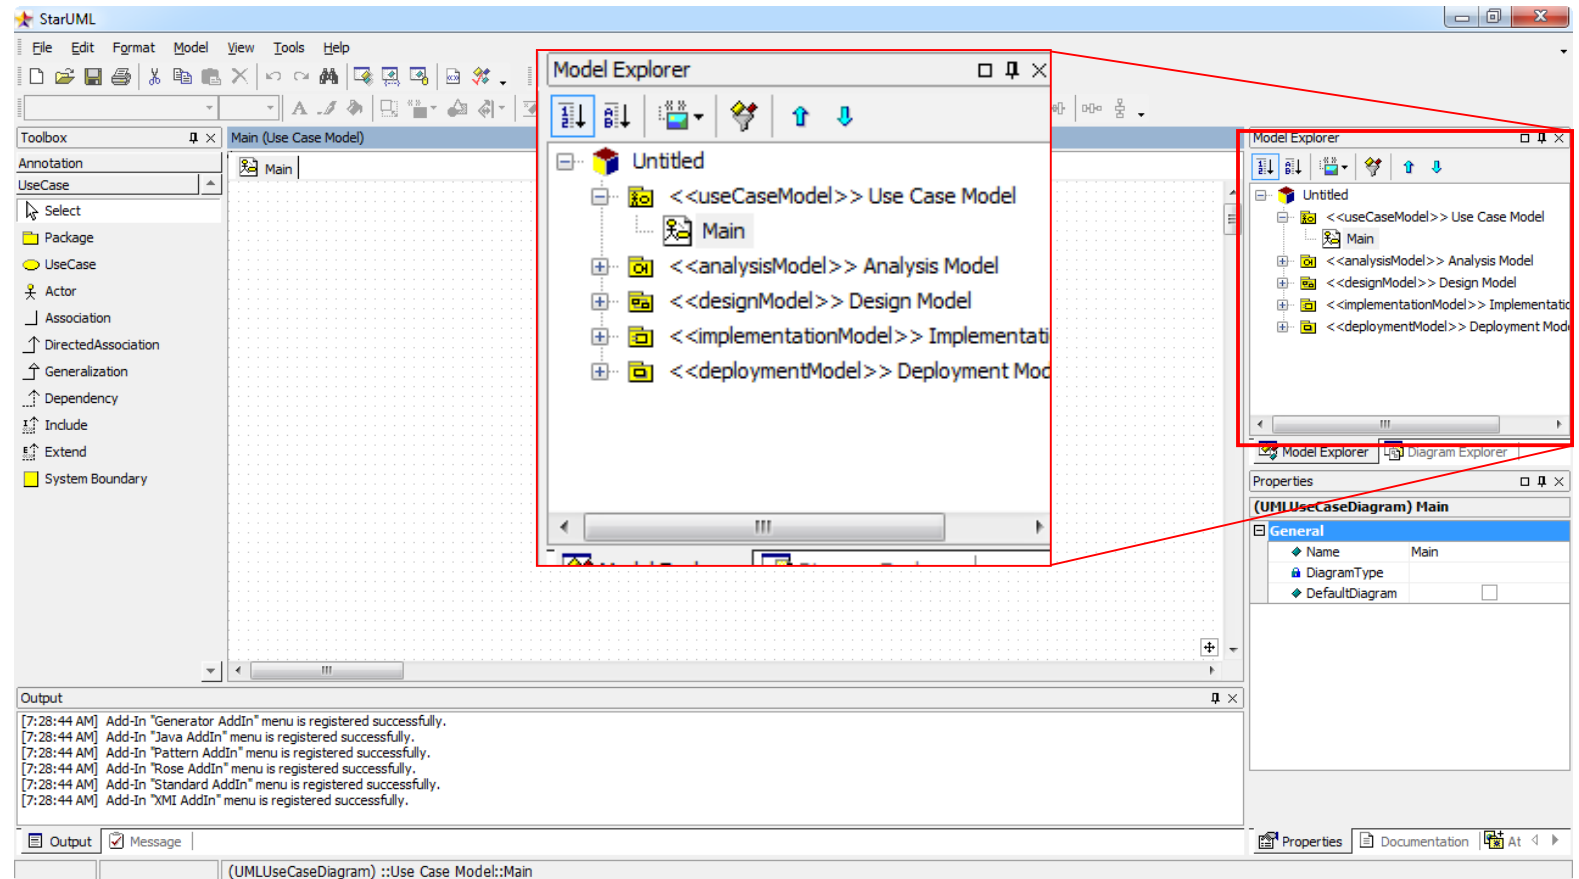 StarUML
File Edit Format Model View Tools Help
Toolbox
Annotation
UseCase
Select
Package
UseCase
Actor
Association
DirectedAssociation
Generalization
Dependency
Include
Extend
System Boundary
Main (Use Case Model)
Main
Model Explorer
Untitled
<<useCaseModel>> Use Case Model
Main
<<analysisModel>> Analysis Model
<<designModel>> Design Model
<<implementationModel>> Implementati
<<deploymentModel>> Deployment Mod
Model Explorer
Untitled
<<useCaseModel>> Use Case Model
Main
<<analysisModel>> Analysis Model
<<designModel>> Design Model
<<implementationModel>> Implementatio
<<deploymentModel>> Deployment Mod
Model Explorer Diagram Explorer
Properties
(UMLUseCaseDiagram) Main
General
Name Main
DiagramType
DefaultDiagram
Output
[7:28:44 AM] Add-In "Generator AddIn" menu is registered successfully.
[7:28:44 AM] Add-In "Java AddIn" menu is registered successfully.
[7:28:44 AM] Add-In "Pattern AddIn" menu is registered successfully.
[7:28:44 AM] Add-In "Rose AddIn" menu is registered successfully.
[7:28:44 AM] Add-In "Standard AddIn" menu is registered successfully.
[7:28:44 AM] Add-In "XMI AddIn" menu is registered successfully.
Output Message
Properties Documentation At
(UMLUseCaseDiagram) ::Use Case Model::Main